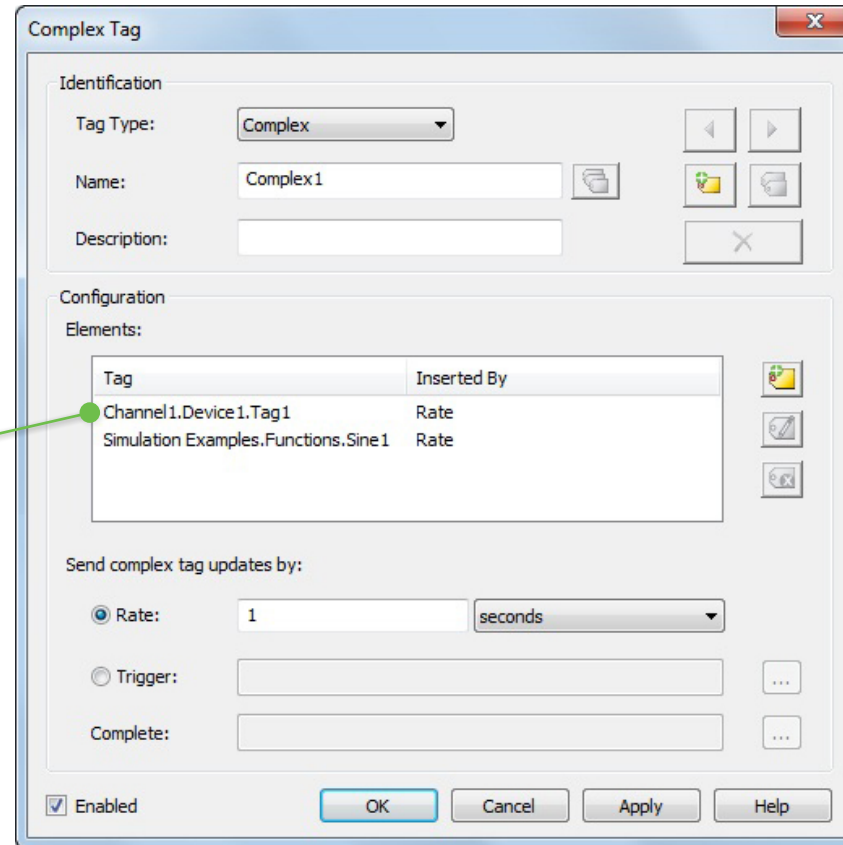 Complex Tag
Identification
Tag Type: Complex
Name: Complex1
Description:
Configuration
Elements:
Tag Inserted By
Channel1.Device1.Tag1 Rate
Simulation Examples.Functions.Sine1 Rate
Send complex tag updates by:
Rate: 1 seconds
Trigger: ...
Complete: ...
Enabled OK Cancel Apply Help